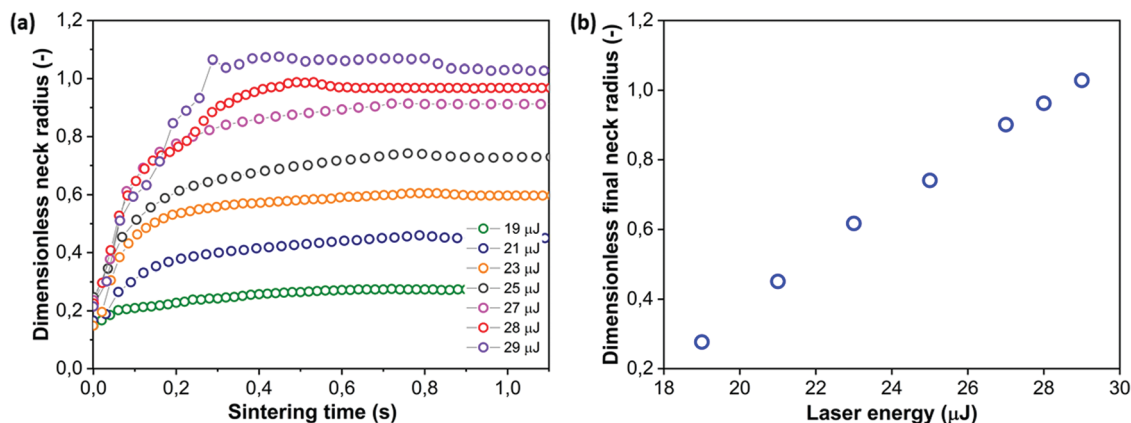 (a)
Dimensionless neck radius (-)
1,2
1,0
0,8
0,6
0,4
0,2
0,0
19 µJ
21 µJ
23 µJ
25 µJ
27 µJ
28 µJ
29 µJ
0,0 0,2 0,4 0,6 0,8 1,0
Sintering time (s)
(b)
Dimensionless final neck radius (-)
1,2
1,0
0,8
0,6
0,4
0,2
18 20 22 24 26 28 30
Laser energy (µJ)